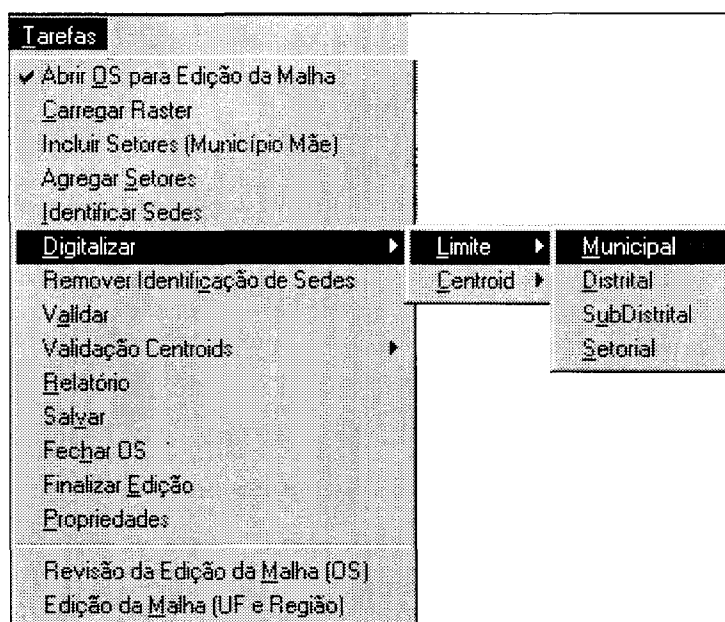 Tarefas
Abrir OS para Edição da Malha
Carregar Raster
Incluir Setores (Município Mãe)
Agregar Setores
Identificar Sedes
Digitalizar
Limite
Municipal
Remover Identificação de Sedes
Centroid
Distrital
Validar
SubDistrital
Validação Centroids
Setorial
Relatório
Salvar
Fechar OS
Finalizar Edição
Propriedades
Revisão da Edição da Malha (OS)
Edição da Malha (UF e Região)